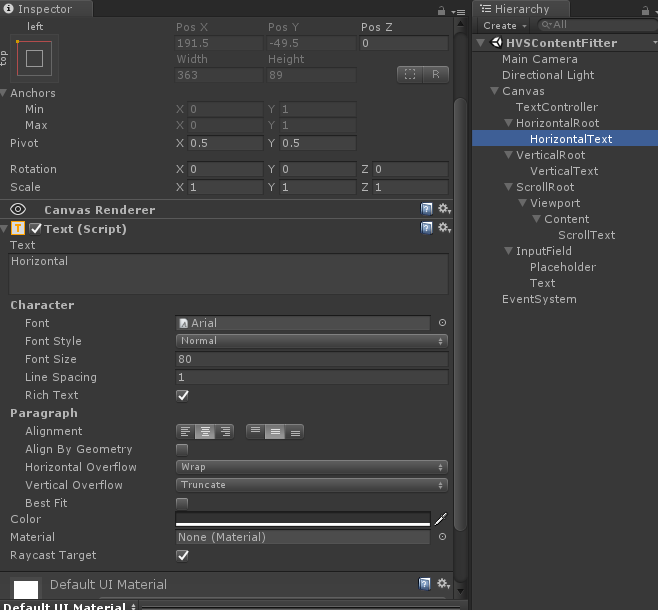 Inspector
left
Pos X Pos Y Pos Z
191.5 -49.5 0
Width Height
363 89 R
top
Anchors
Min X 0 Y 1
Max X 0 Y 1
Pivot X 0.5 Y 0.5
Rotation X 0 Y 0 Z 0
Scale X 1 Y 1 Z 1
Canvas Renderer
T Text (Script)
Text
Horizontal
Character
Font Arial
Font Style Normal
Font Size 80
Line Spacing 1
Rich Text
Paragraph
Alignment
Align By Geometry
Horizontal Overflow Wrap
Vertical Overflow Truncate
Best Fit
Color
Material None (Material)
Raycast Target
Default UI Material
Default UI Material
Hierarchy
Create All
HVSContentFitter
Main Camera
Directional Light
Canvas
TextController
HorizontalRoot
HorizontalText
VerticalRoot
VerticalText
ScrollRoot
Viewport
Content
ScrollText
InputField
Placeholder
Text
EventSystem